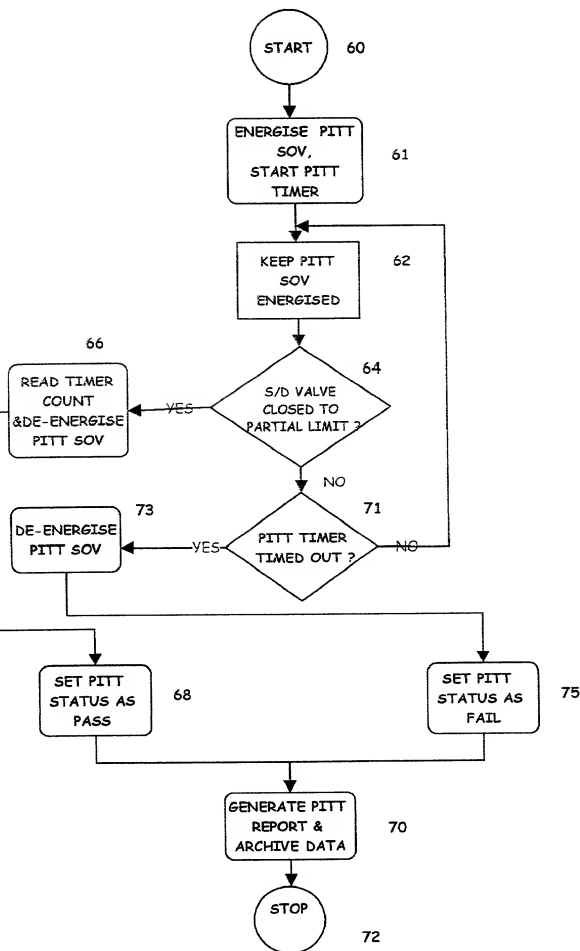 START
60
ENERGISE PITT
SOV,
START PITT
TIMER
61
KEEP PITT
SOV
ENERGISED
62
66
READ TIMER
COUNT
&DE-ENERGISE
PITT SOV
YES
64
S/D VALVE
CLOSED TO
PARTIAL LIMIT ?
NO
73
DE-ENERGISE
PITT SOV
YES
71
PITT TIMER
TIMED OUT ?
NO
SET PITT
STATUS AS
PASS
68
SET PITT
STATUS AS
FAIL
75
GENERATE PITT
REPORT &
ARCHIVE DATA
70
STOP
72